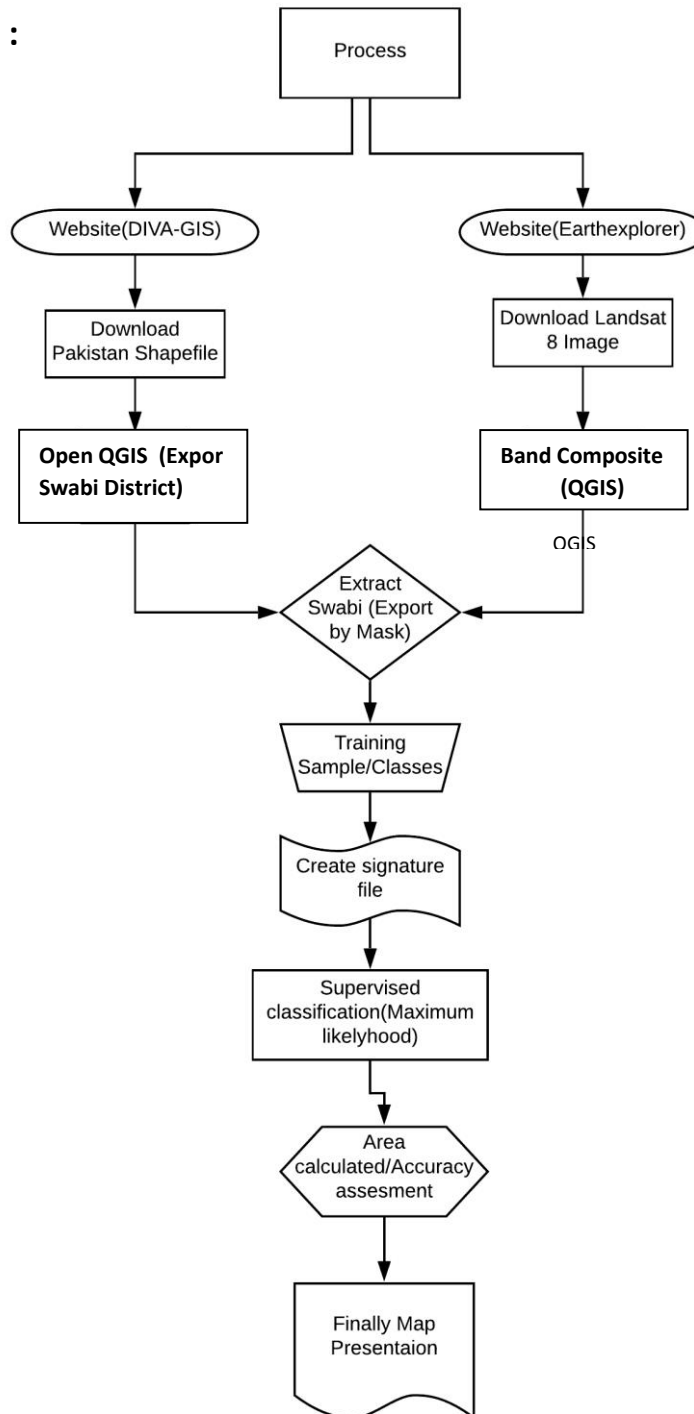 :
Process
Website(DIVA-GIS)
Website(Earthexplorer)
Download
Pakistan Shapefile
Download Landsat
8 Image
Open QGIS (Expor
Swabi District)
Band Composite
(QGIS)
QGIS
Extract
Swabi (Export
by Mask)
Training
Sample/Classes
Create signature
file
Supervised
classification(Maximum
likelyhood)
Area
calculated/Accuracy
assesment
Finally Map
Presentaion